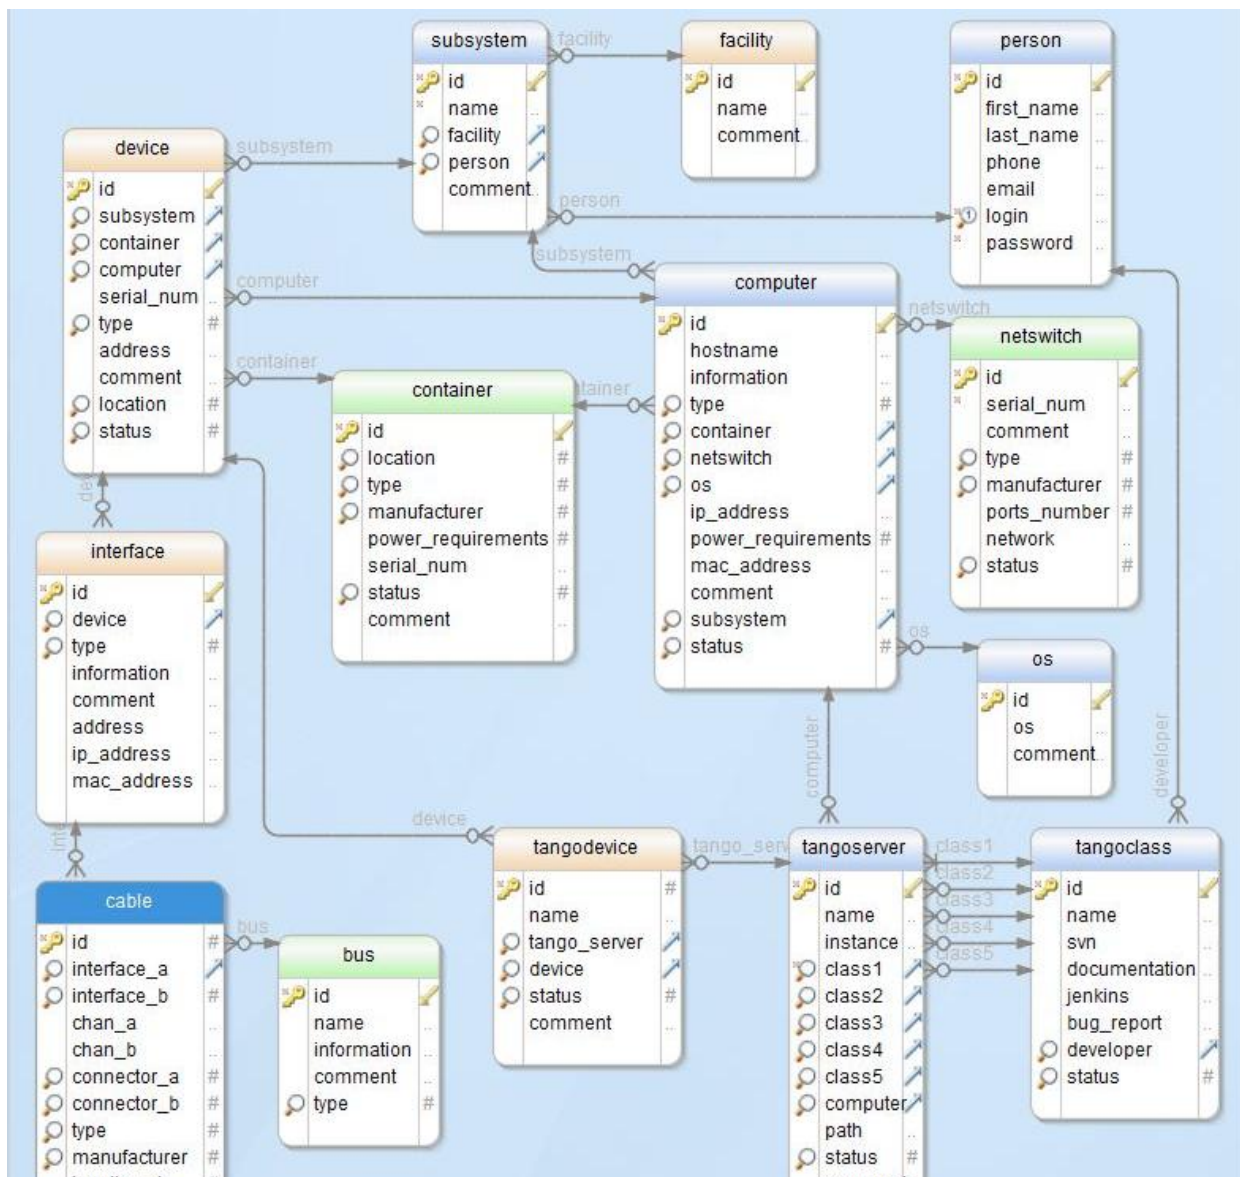 subsystem
id
name
facility
person
comment
facility
facility
id
name
comment
person
id
first_name
last_name
phone
email
login
password
device
id
subsystem
container
computer
serial_num
type
address
comment
location
status
subsystem
person
subsystem
computer
container
container
id
location
type
manufacturer
power_requirements
serial_num
status
comment
tainer
computer
id
hostname
information
type
container
netswitch
os
ip_address
power_requirements
mac_address
comment
subsystem
status
netswitch
netswitch
id
serial_num
comment
type
manufacturer
ports_number
network
status
os
os
id
os
comment
dev
interface
id
device
type
information
comment
address
ip_address
mac_address
computer
developer
device
inte
tangodevice
id
name
tango_server
device
status
comment
tango_serv
tangoserver
id
name
instance
class1
class2
class3
class4
class5
computer
path
status
class1
class2
class3
class4
class5
tangoclass
id
name
svn
documentation
jenkins
bug_report
developer
status
cable
id
interface_a
interface_b
chan_a
chan_b
connector_a
connector_b
type
manufacturer
bus
bus
id
name
information
comment
type